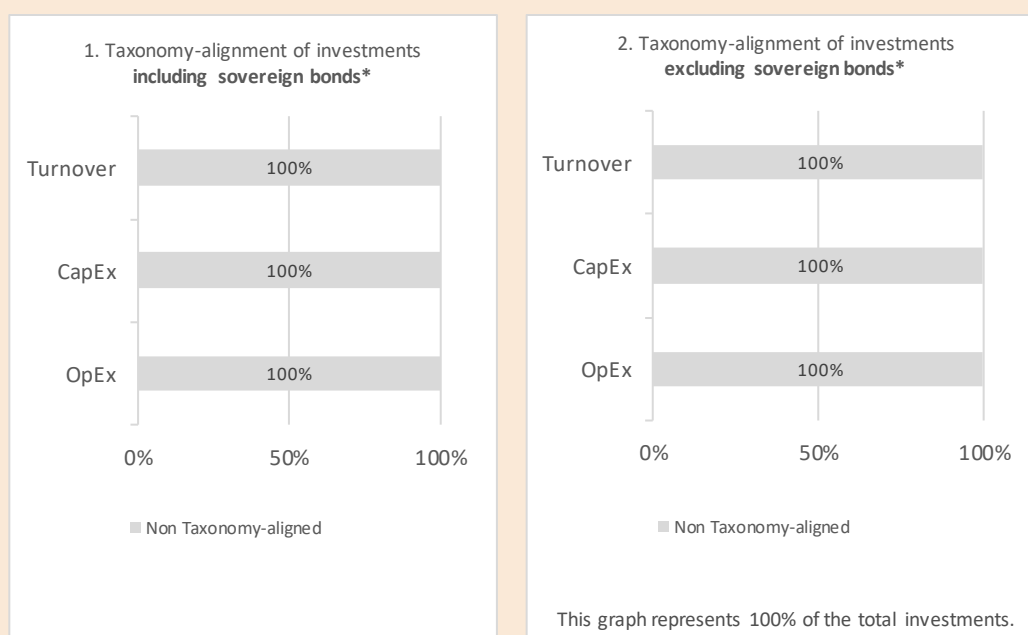 1. Taxonomy-alignment of investments
including sovereign bonds*
Turnover
100%
CapEx
100%
OpEx
100%
0% 50% 100%
Non Taxonomy-aligned
2. Taxonomy-alignment of investments
excluding sovereign bonds*
Turnover
100%
CapEx
100%
OpEx
100%
0% 50% 100%
Non Taxonomy-aligned
This graph represents 100% of the total investments.